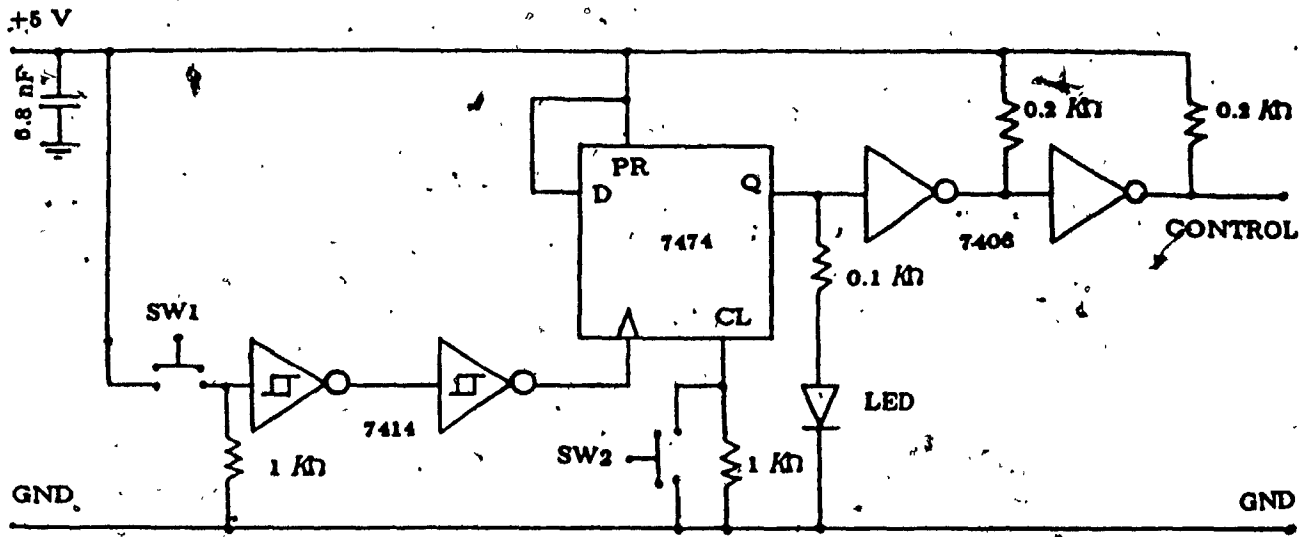 +5 V
6.8 nF
0.2 KΩ
0.2 KΩ
PR
D
Q
7474
7406
CONTROL
0.1 KΩ
SW1
CL
LED
7414
SW2
1 KΩ
1 KΩ
GND
GND